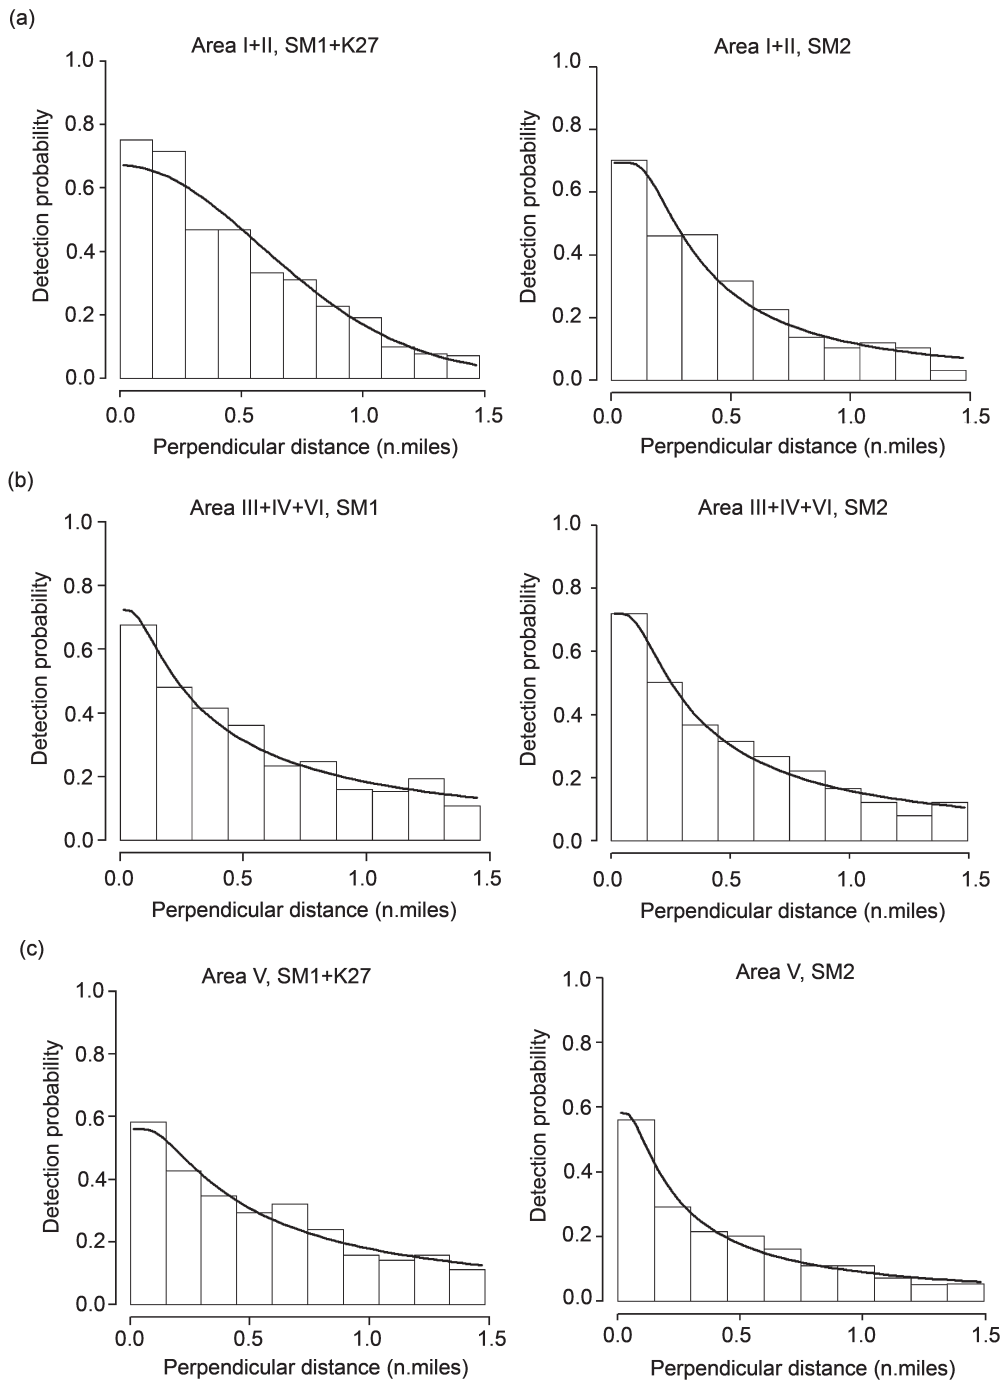 (a)
Area I+II, SM1+K27
1.0
0.8
0.6
0.4
0.2
0.0
Detection probability
0.0 0.5 1.0 1.5
Perpendicular distance (n.miles)
Area I+II, SM2
1.0
0.8
0.6
0.4
0.2
0.0
Detection probability
0.0 0.5 1.0 1.5
Perpendicular distance (n.miles)
(b)
Area III+IV+VI, SM1
1.0
0.8
0.6
0.4
0.2
0.0
Detection probability
0.0 0.5 1.0 1.5
Perpendicular distance (n.miles)
Area III+IV+VI, SM2
1.0
0.8
0.6
0.4
0.2
0.0
Detection probability
0.0 0.5 1.0 1.5
Perpendicular distance (n.miles)
(c)
Area V, SM1+K27
1.0
0.8
0.6
0.4
0.2
0.0
Detection probability
0.0 0.5 1.0 1.5
Perpendicular distance (n.miles)
Area V, SM2
1.0
0.8
0.6
0.4
0.2
0.0
Detection probability
0.0 0.5 1.0 1.5
Perpendicular distance (n.miles)